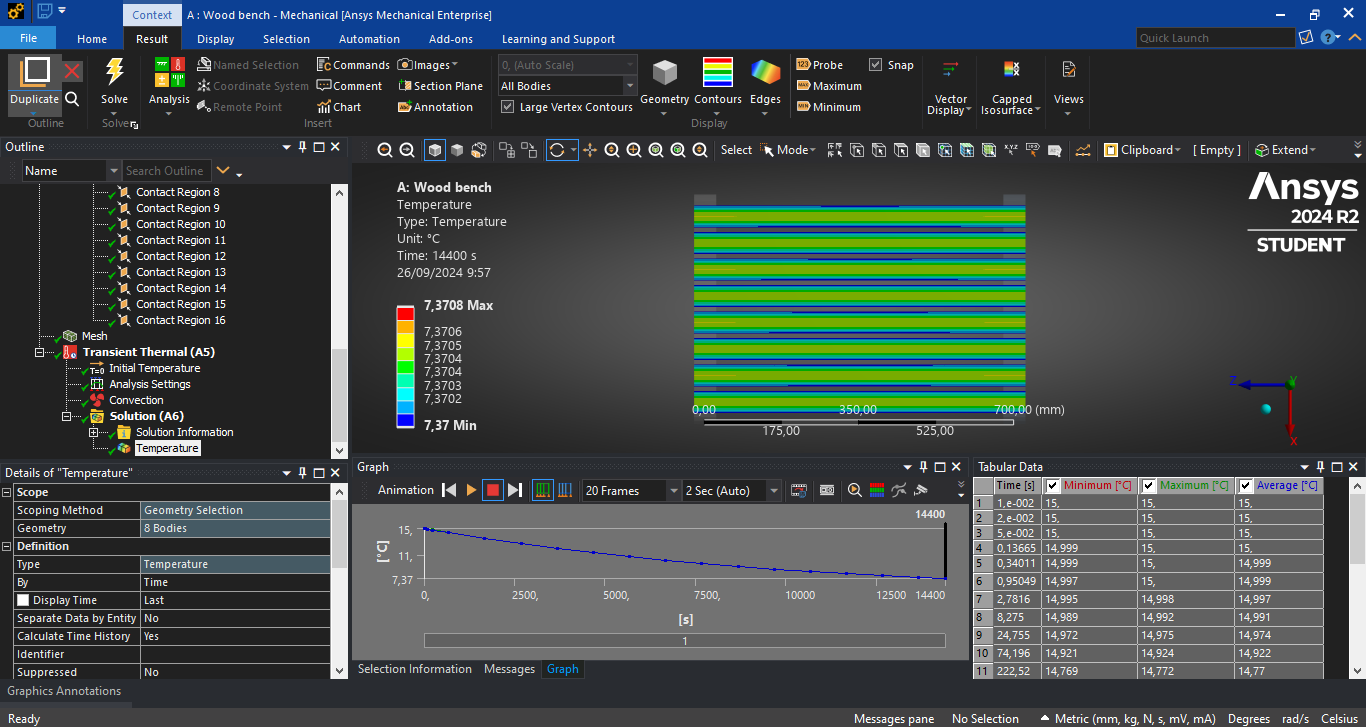 Context A : Wood bench - Mechanical [Ansys Mechanical Enterprise]
File Home Result Display Selection Automation Add-ons Learning and Support Quick Launch
Duplicate
Outline
Solve
Solver
Analysis
Named Selection
Coordinate System
Remote Point
Commands
Comment
Chart
Images
Section Plane
Annotation
Insert
0, (Auto Scale)
All Bodies
Large Vertex Contours
Geometry
Contours
Edges
Display
Probe
Maximum
Minimum
Snap
Vector
Display
Capped
Isosurface
Views
Outline
Name Search Outline
Contact Region 8
Contact Region 9
Contact Region 10
Contact Region 11
Contact Region 12
Contact Region 13
Contact Region 14
Contact Region 15
Contact Region 16
Mesh
Transient Thermal (A5)
T=0 Initial Temperature
Analysis Settings
Convection
Solution (A6)
Solution Information
Temperature
Select Mode Clipboard [ Empty ] Extend
A: Wood bench
Temperature
Type: Temperature
Unit: °C
Time: 14400 s
26/09/2024 9:57
7,3708 Max
7,3706
7,3705
7,3704
7,3704
7,3703
7,3702
7,37 Min
Ansys
2024 R2
STUDENT
0,00 350,00 700,00 (mm)
175,00 525,00
Z Y
X
Details of "Temperature"
Scope
Scoping Method Geometry Selection
Geometry 8 Bodies
Definition
Type Temperature
By Time
Display Time Last
Separate Data by Entity No
Calculate Time History Yes
Identifier
Suppressed No
Graphics Annotations
Graph
Animation 20 Frames 2 Sec (Auto)
14400
15,
[°C]
11,
7,37
0, 2500, 5000, 7500, 10000 12500 14400
[s]
1
Selection Information Messages Graph
Tabular Data
Time [s] Minimum [°C] Maximum [°C] Average [°C]
1 1,e-002 15, 15, 15,
2 2,e-002 15, 15, 15,
3 5,e-002 15, 15, 15,
4 0,13665 14,999 15, 15,
5 0,34011 14,999 15, 14,999
6 0,95049 14,997 15, 14,999
7 2,7816 14,995 14,998 14,997
8 8,275 14,989 14,992 14,991
9 24,755 14,972 14,975 14,974
10 74,196 14,921 14,924 14,922
11 222,52 14,769 14,772 14,77
Ready Messages pane No Selection Metric (mm, kg, N, s, mV, mA) Degrees rad/s Celsius